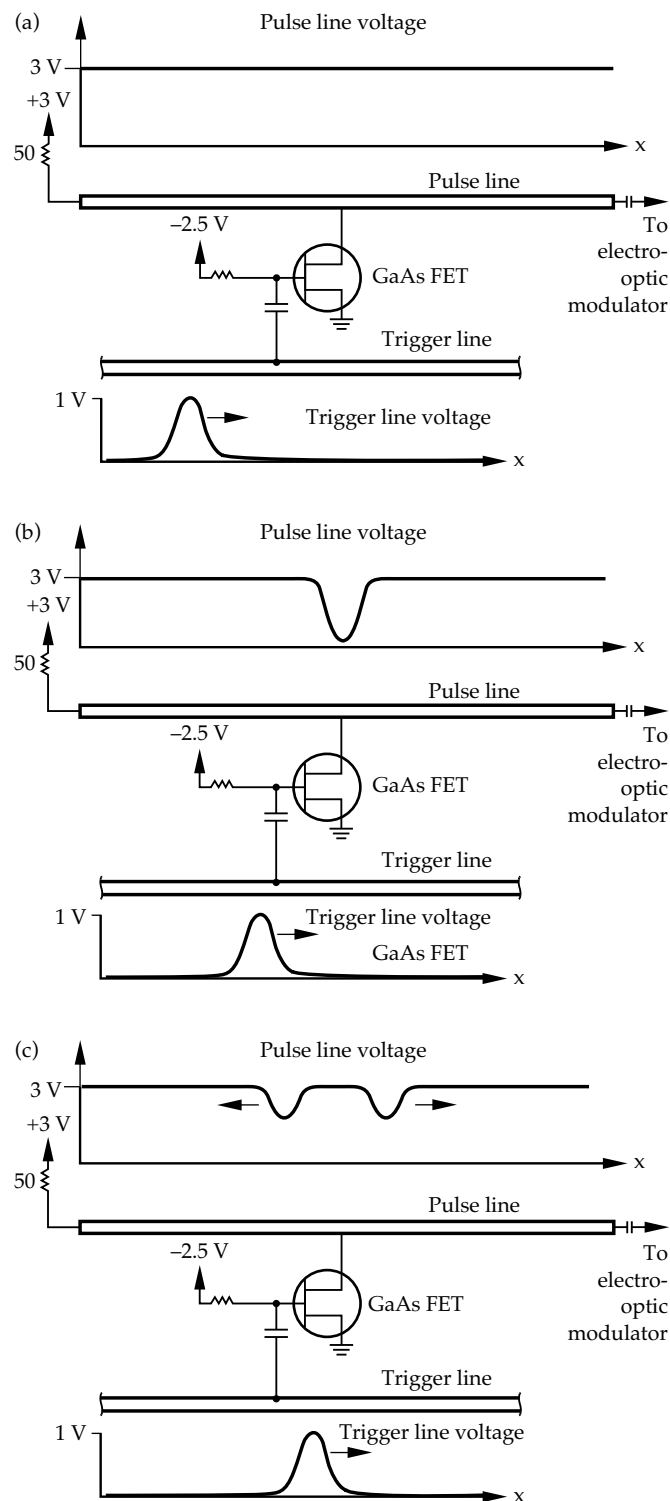 (a)
Pulse line voltage
3 V
+3 V
50
x
Pulse line
–2.5 V
GaAs FET
To
electro-
optic
modulator
Trigger line
1 V
Trigger line voltage
x
(b)
Pulse line voltage
3 V
+3 V
50
x
Pulse line
–2.5 V
GaAs FET
To
electro-
optic
modulator
Trigger line
1 V
Trigger line voltage
GaAs FET
x
(c)
Pulse line voltage
3 V
+3 V
50
x
Pulse line
–2.5 V
GaAs FET
To
electro-
optic
modulator
Trigger line
1 V
Trigger line voltage
x